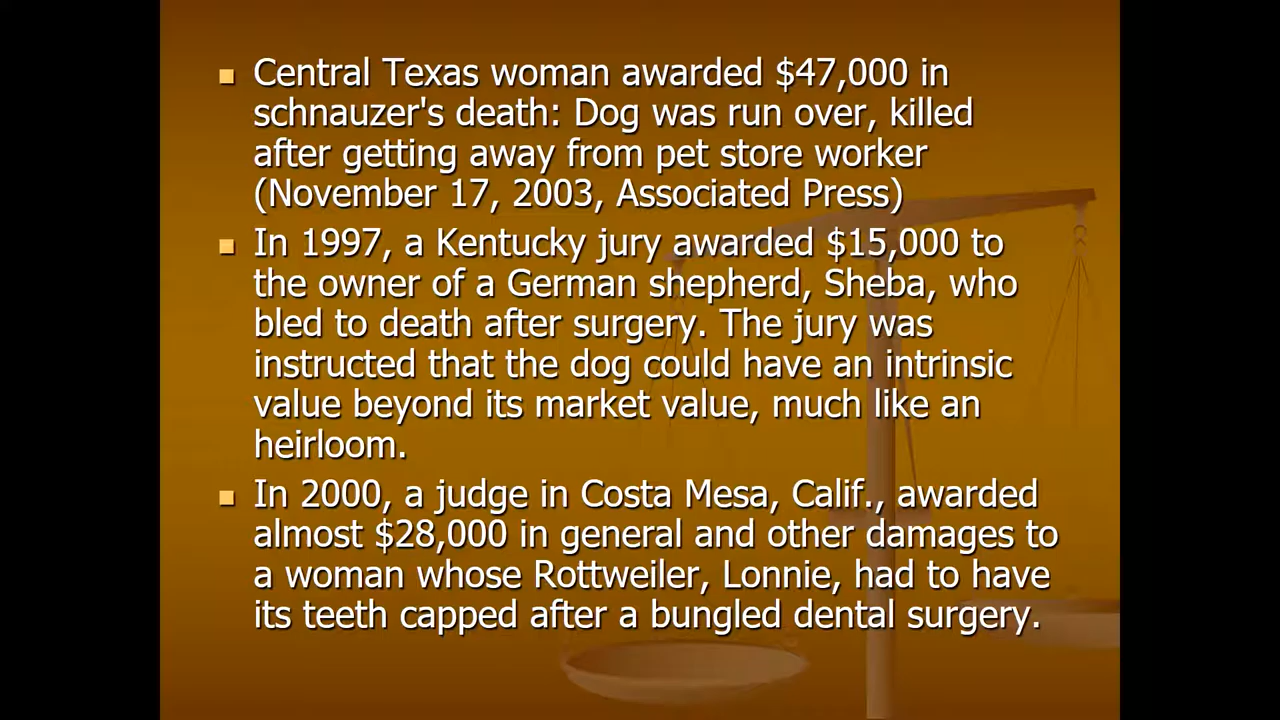 Central Texas woman awarded $47,000 in
schnauzer's death: Dog was run over, killed
after getting away from pet store worker
(November 17, 2003, Associated Press)
In 1997, a Kentucky jury awarded $15,000 to
the owner of a German shepherd, Sheba, who
bled to death after surgery. The jury was
instructed that the dog could have an intrinsic
value beyond its market value, much like an
heirloom.
In 2000, a judge in Costa Mesa, Calif., awarded
almost $28,000 in general and other damages to
a woman whose Rottweiler, Lonnie, had to have
its teeth capped after a bungled dental surgery.